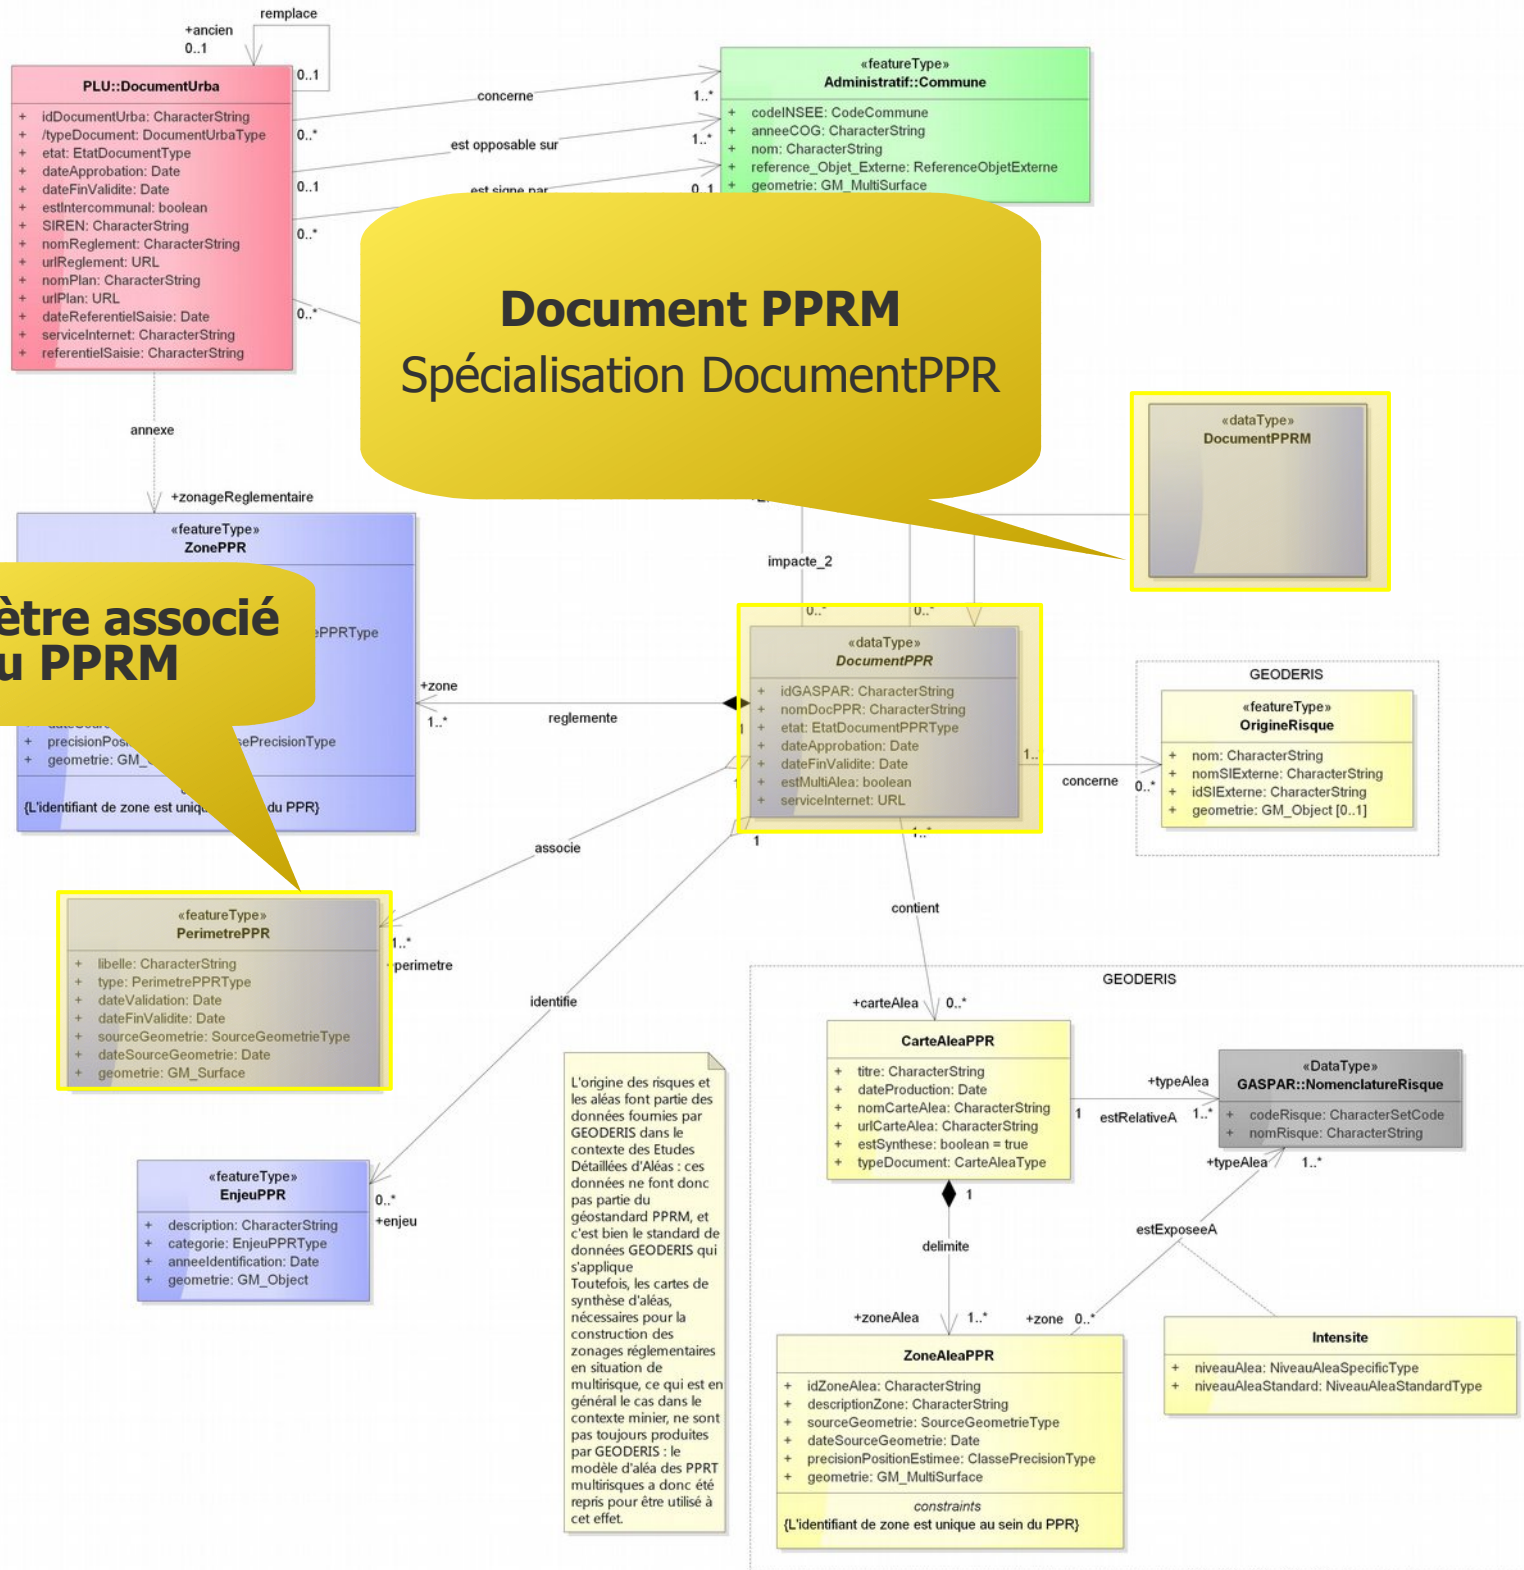 remplace
+ancien
0..1
0..1
PLU::DocumentUrba
+ idDocumentUrba: CharacterString
+ /typeDocument: DocumentUrbaType
+ etat: EtatDocumentType
+ dateApprobation: Date
+ dateFinValidite: Date
+ estIntercommunal: boolean
+ SIREN: CharacterString
+ nomReglement: CharacterString
+ urlReglement: URL
+ nomPlan: CharacterString
+ urlPlan: URL
+ dateReferentielSaisie: Date
+ serviceInternet: CharacterString
+ referentielSaisie: CharacterString
0..*
0..1
0..*
0..*
concerne
est opposable sur
est signe par
1..*
1..*
0..1
«featureType»
Administratif::Commune
+ codeINSEE: CodeCommune
+ anneeCOG: CharacterString
+ nom: CharacterString
+ reference_Objet_Externe: ReferenceObjetExterne
+ geometrie: GM_MultiSurface
Document PPRM
Spécialisation DocumentPPR
«dataType»
DocumentPPRM
annexe
+zonageReglementaire
«featureType»
ZonePPR
ètre associé
u PPRM
ePPRType
+ precisionPos sePrecisionType
+ geometrie: GM_
{L'identifiant de zone est uniq du PPR}
impacte_2
0..*
0..*
«dataType»
DocumentPPR
+ idGASPAR: CharacterString
+ nomDocPPR: CharacterString
+ etat: EtatDocumentPPRType
+ dateApprobation: Date
+ dateFinValidite: Date
+ estMultiAlea: boolean
+ serviceInternet: URL
+zone
1..*
reglemente
1
1
1
1..
concerne
0..*
GEODERIS
«featureType»
OrigineRisque
+ nom: CharacterString
+ nomSIExterne: CharacterString
+ idSIExterne: CharacterString
+ geometrie: GM_Object [0..1]
associe
1..*
contient
«featureType»
PerimetrePPR
+ libelle: CharacterString
+ type: PerimetrePPRType
+ dateValidation: Date
+ dateFinValidite: Date
+ sourceGeometrie: SourceGeometrieType
+ dateSourceGeometrie: Date
+ geometrie: GM_Surface
1..*
perimetre
identifie
«featureType»
EnjeuPPR
+ description: CharacterString
+ categorie: EnjeuPPRType
+ anneeIdentification: Date
+ geometrie: GM_Object
0..*
+enjeu
L'origine des risques et
les aléas font partie des
données fournies par
GEODERIS dans le
contexte des Etudes
Détaillées d'Aléas : ces
données ne font donc
pas partie du
géostandard PPRM, et
c'est bien le standard de
données GEODERIS qui
s'applique
Toutefois, les cartes de
synthèse d'aléas,
nécessaires pour la
construction des
zonages réglementaires
en situation de
multirisque, ce qui est en
général le cas dans le
contexte minier, ne sont
pas toujours produites
par GEODERIS : le
modèle d'aléa des PPRT
multirisques a donc été
repris pour être utilisé à
cet effet.
GEODERIS
+carteAlea
0..*
CarteAleaPPR
+ titre: CharacterString
+ dateProduction: Date
+ nomCarteAlea: CharacterString
+ urlCarteAlea: CharacterString
+ estSynthese: boolean = true
+ typeDocument: CarteAleaType
+typeAlea
1
estRelativeA
1..*
«DataType»
GASPAR::NomenclatureRisque
+ codeRisque: CharacterSetCode
+ nomRisque: CharacterString
+typeAlea
1..*
1
delimite
estExposeeA
+zoneAlea
1..*
+zone
0..*
ZoneAleaPPR
+ idZoneAlea: CharacterString
+ descriptionZone: CharacterString
+ sourceGeometrie: SourceGeometrieType
+ dateSourceGeometrie: Date
+ precisionPositionEstimee: ClassePrecisionType
+ geometrie: GM_MultiSurface
constraints
{L'identifiant de zone est unique au sein du PPR}
Intensite
+ niveauAlea: NiveauAleaSpecificType
+ niveauAleaStandard: NiveauAleaStandardType